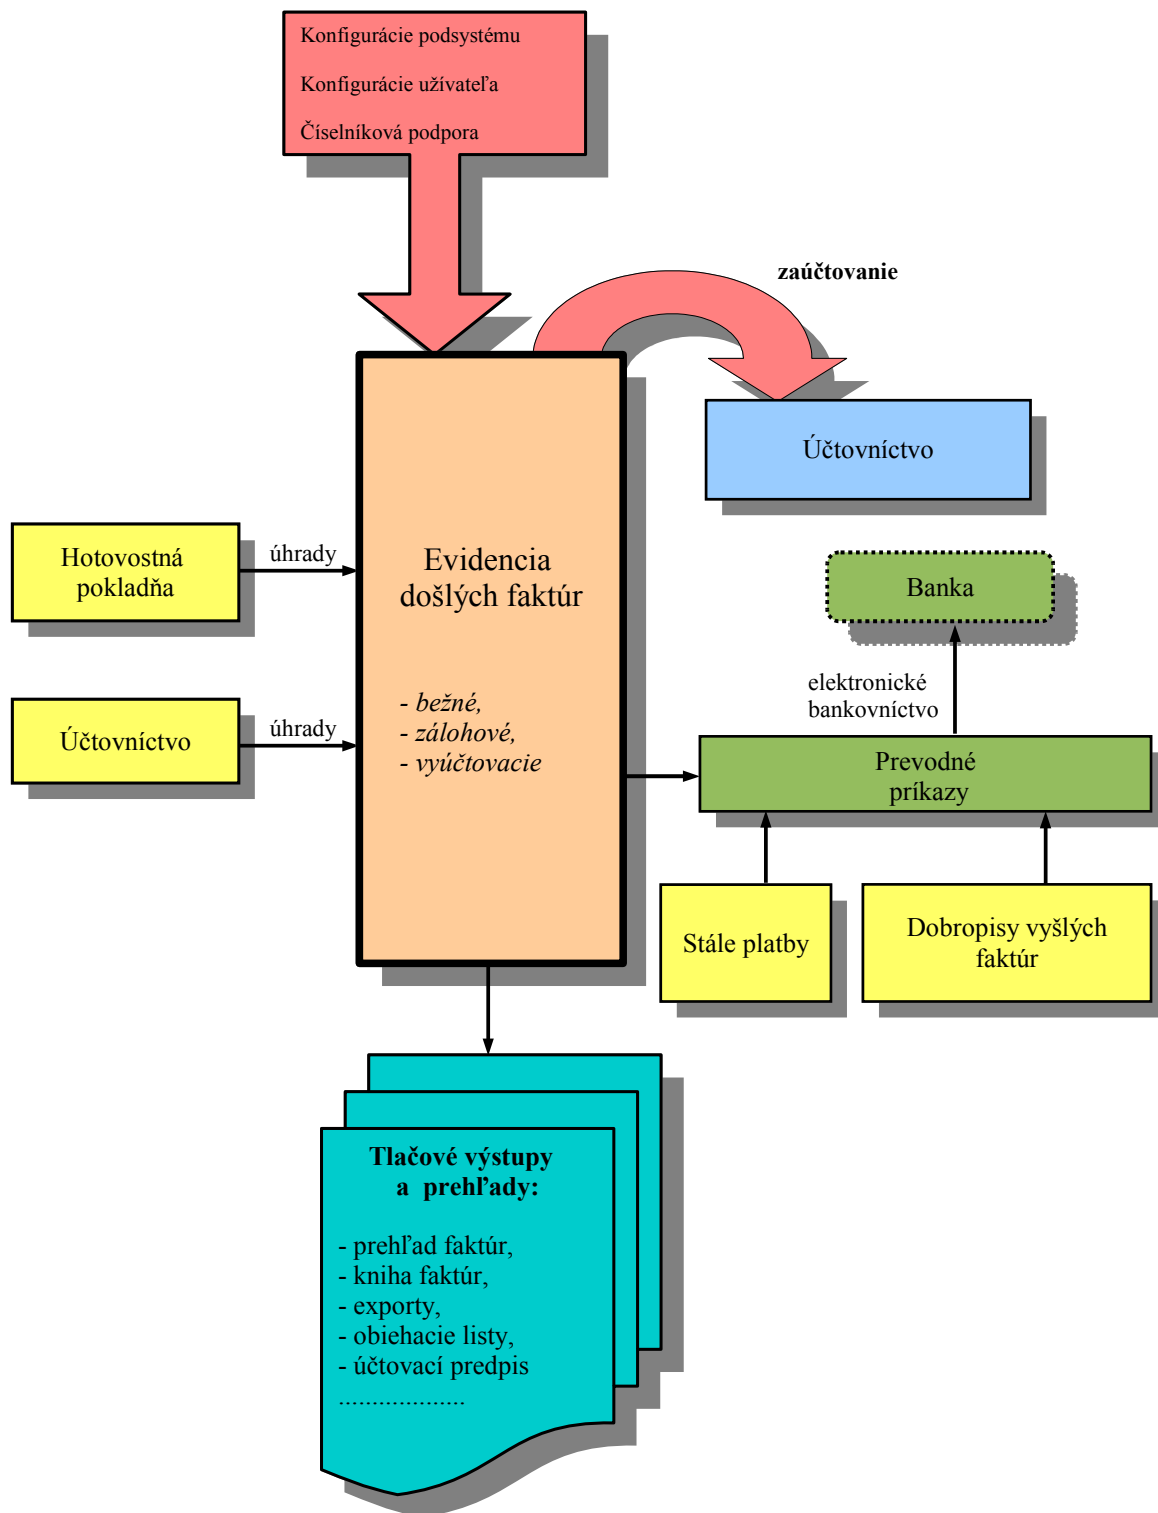 Konfigurácie podsystému
Konfigurácie užívateľa
Číselníková podpora
zaúčtovanie
Účtovníctvo
Hotovostná
pokladňa
úhrady
Evidencia
došlých faktúr
Banka
- bežné,
- zálohové,
- vyúčtovacie
Účtovníctvo
úhrady
elektronické
bankovníctvo
Prevodné
príkazy
Stále platby
Dobropisy vyšlých
faktúr
Tlačové výstupy
a prehľady:
- prehľad faktúr,
- kniha faktúr,
- exporty,
- obiehacie listy,
- účtovací predpis
...................